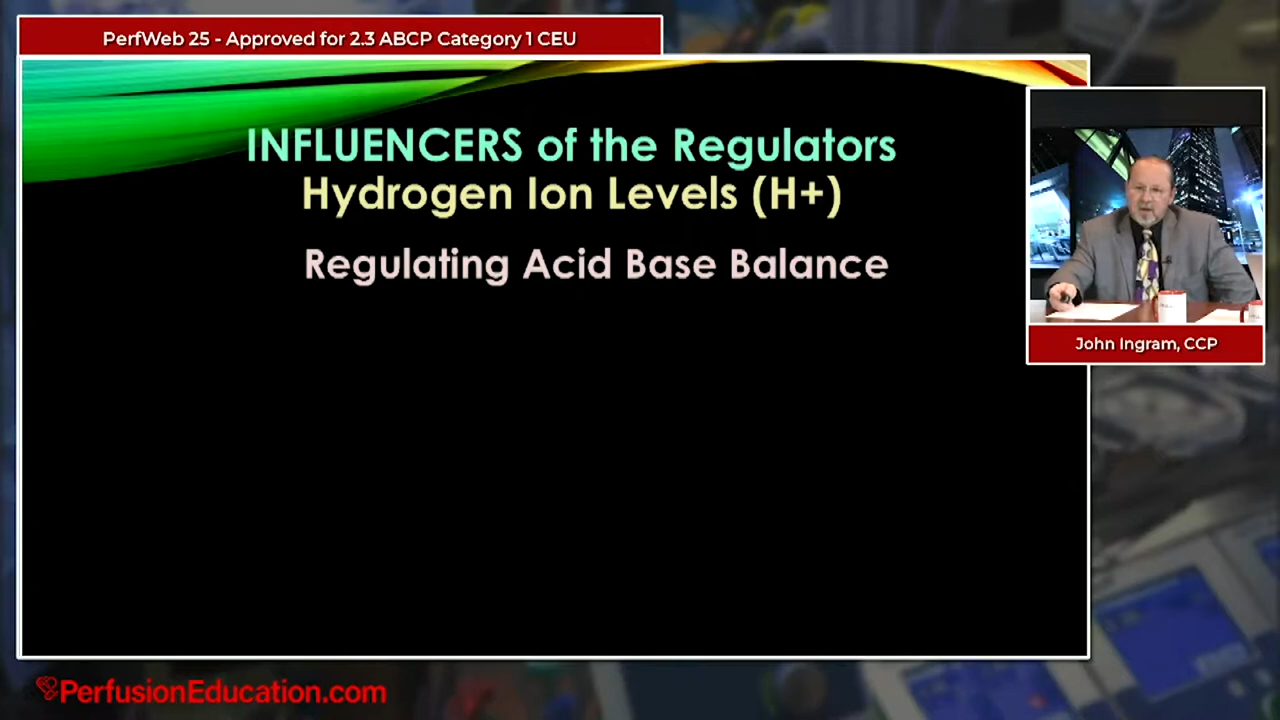 PerfWeb 25 - Approved for 2.3 ABCP Category 1 CEU
INFLUENCERS of the Regulators
Hydrogen Ion Levels (H+)
Regulating Acid Base Balance
John Ingram, CCP
PerfusionEducation.com